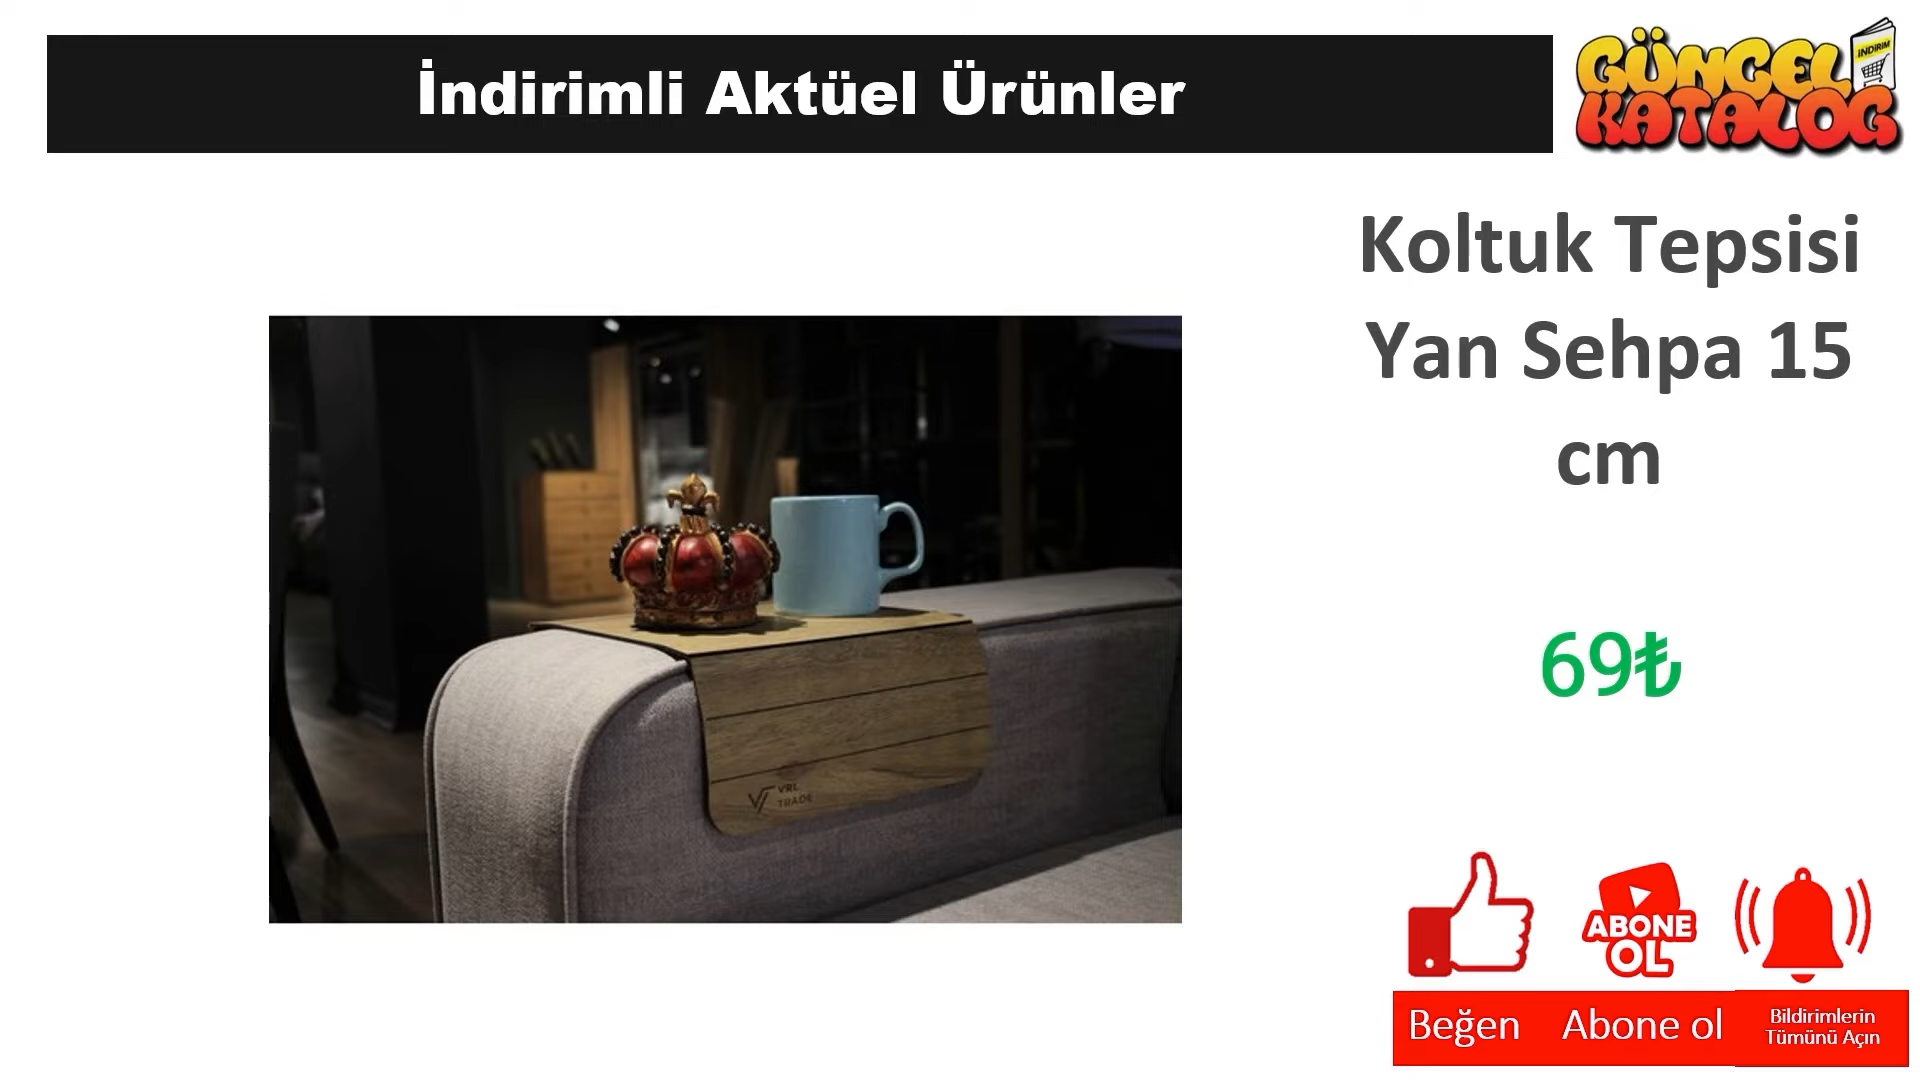 İndirimli Aktüel Ürünler
GÜNCEL
KATALOG
İNDİRİM
Koltuk Tepsisi
Yan Sehpa 15
cm
69₺
VRL
TRADE
ABONE
OL
Beğen
Abone ol
Bildirimlerin
Tümünü Açın